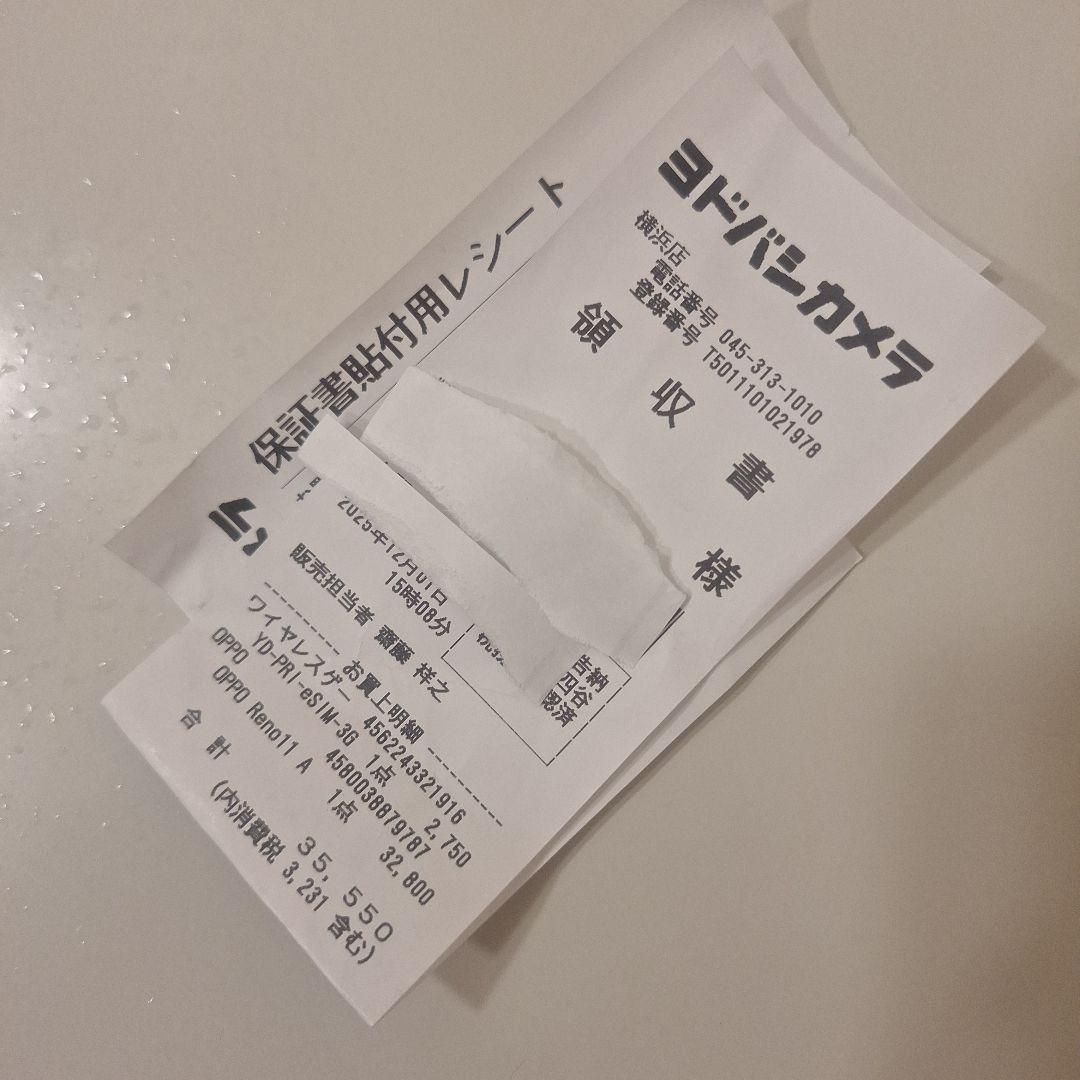 ヨドバシカメラ
横浜店
電話番号 045-313-1010
登録番号 T5011101021978
領 収 書
様
保証書貼付用レシート
2025年12月01日
15時08分
販売担当者 齋藤 祥之
納
谷
済
お買上明細
ワイヤレスゲー 4562243321916
YD-PRI-eSIM-3G 1点 2,750
OPPO 4580038879787
OPPO Reno11 A 1点 32,800
合 計 35,550
(内消費税 3,231 含む)